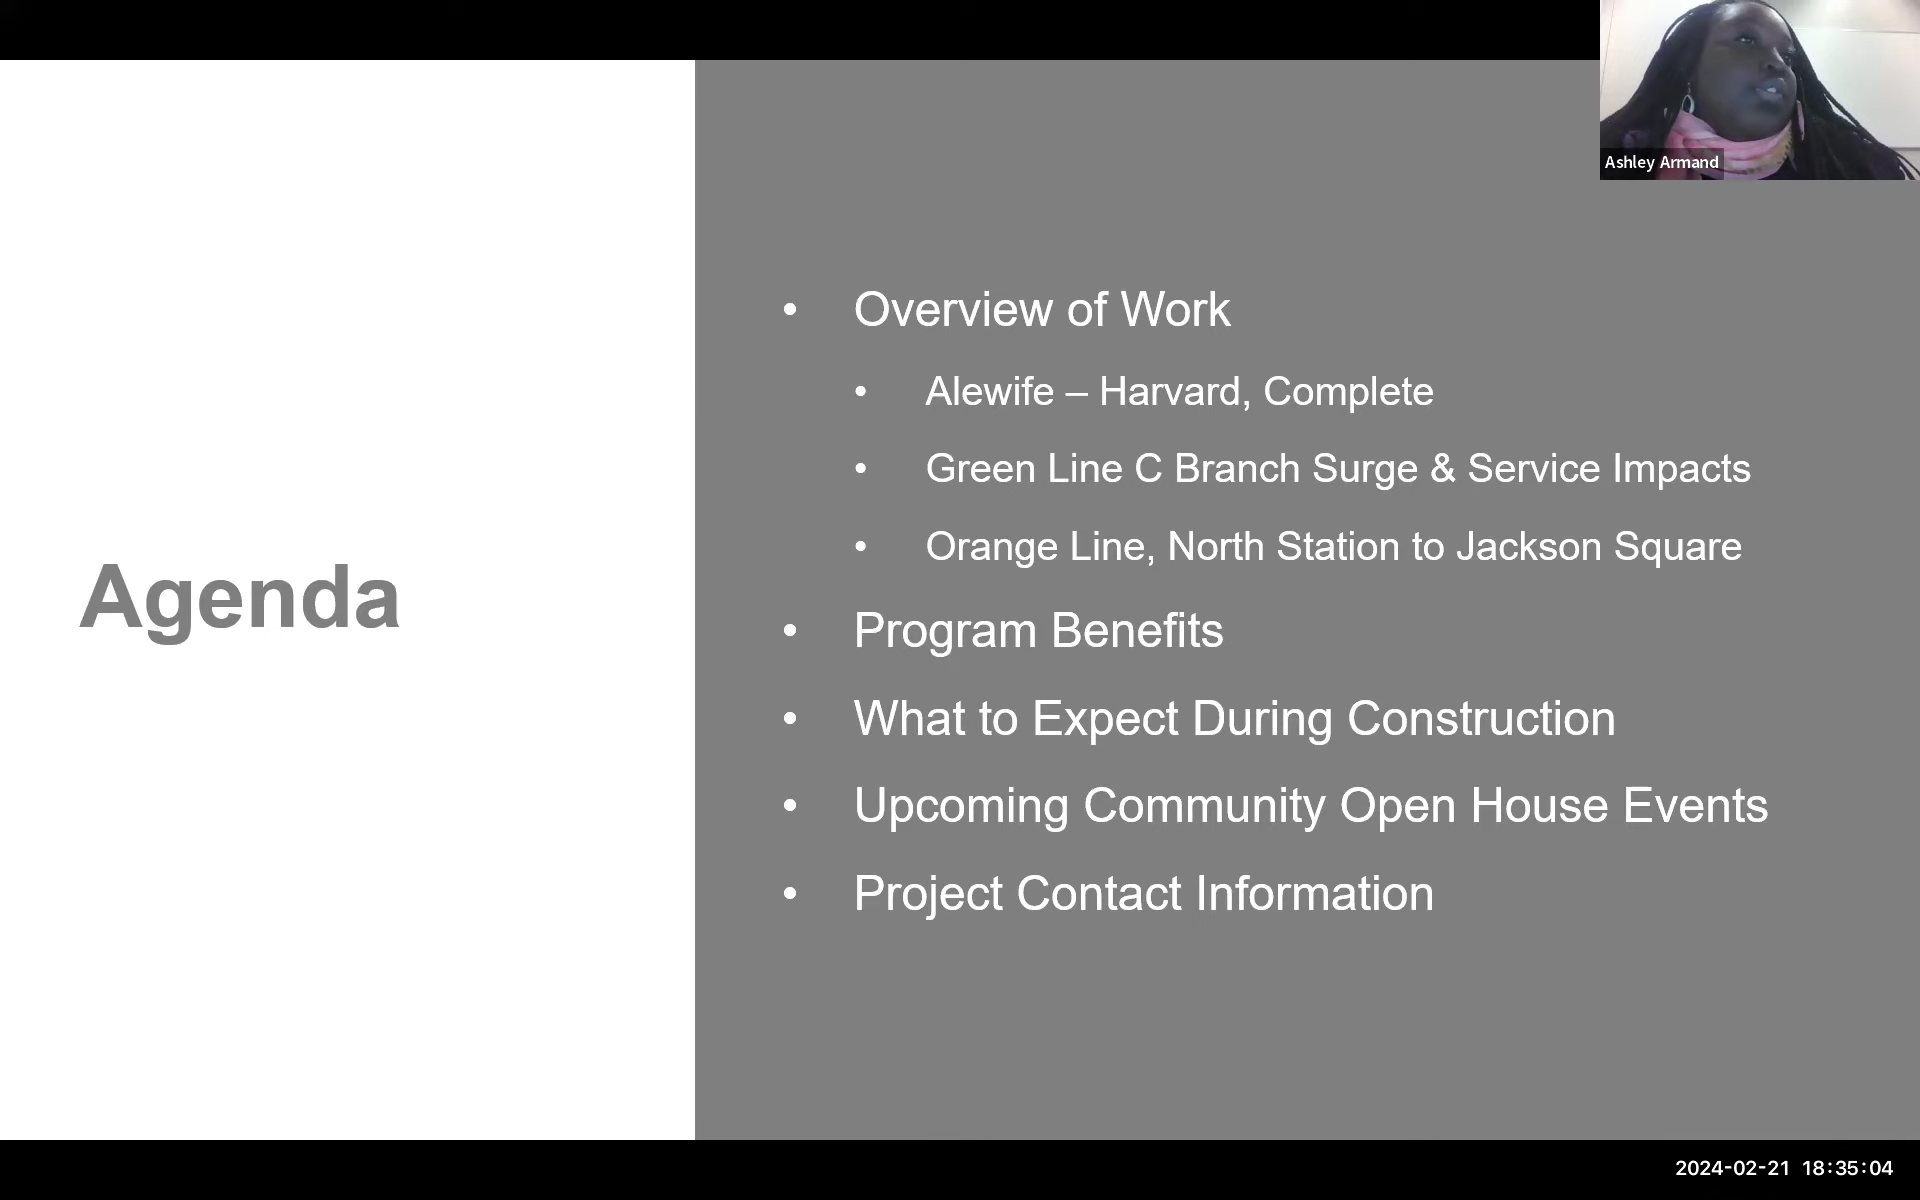 Ashley Armand
Agenda
• Overview of Work
• Alewife – Harvard, Complete
• Green Line C Branch Surge & Service Impacts
• Orange Line, North Station to Jackson Square
• Program Benefits
• What to Expect During Construction
• Upcoming Community Open House Events
• Project Contact Information
2024-02-21 18:35:04